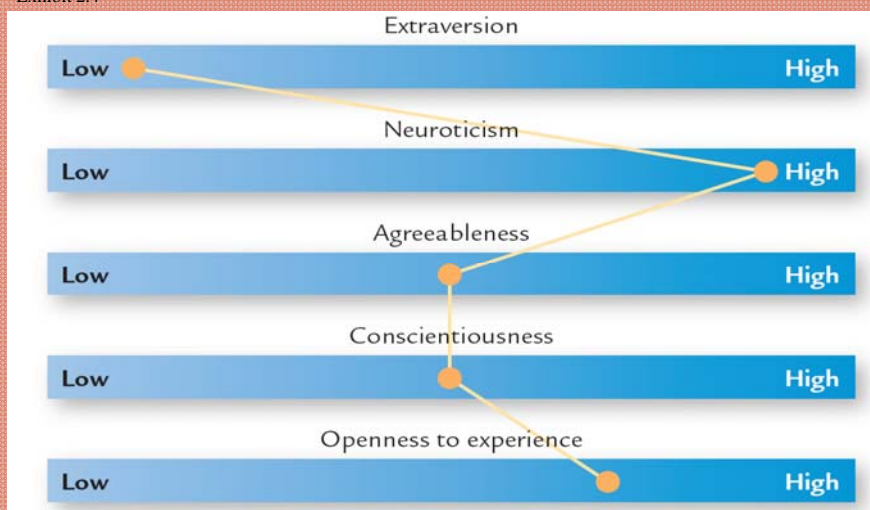 Extraversion
Low High
Neuroticism
Low High
Agreeableness
Low High
Conscientiousness
Low High
Openness to experience
Low High